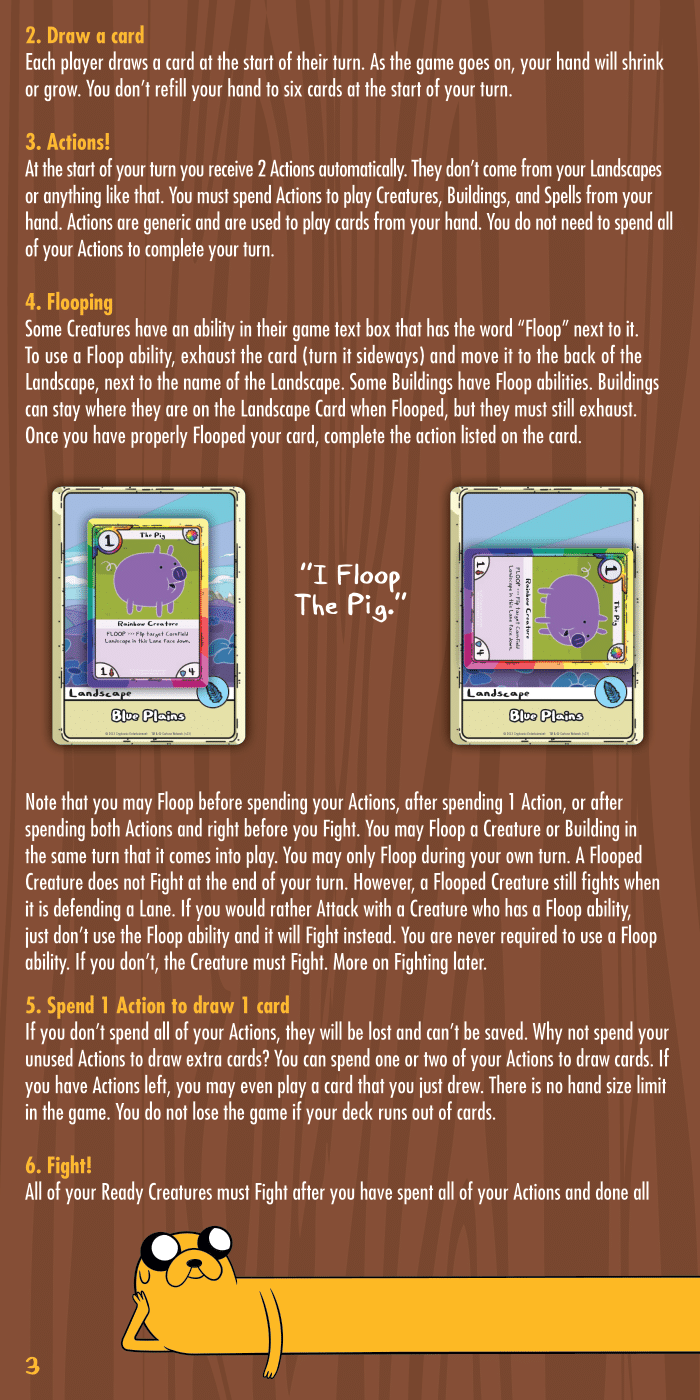 2. Draw a card
Each player draws a card at the start of their turn. As the game goes on, your hand will shrink
or grow. You don't refill your hand to six cards at the start of your turn.
3. Actions!
At the start of your turn you receive 2 Actions automatically. They don't come from your Landscapes
or anything like that. You must spend Actions to play Creatures, Buildings, and Spells from your
hand. Actions are generic and are used to play cards from your hand. You do not need to spend all
of your Actions to complete your turn.
4. Flooping
Some Creatures have an ability in their game text box that has the word “Floop” next to it.
To use a Floop ability, exhaust the card (turn it sideways) and move it to the back of the
Landscape, next to the name of the Landscape. Some Buildings have Floop abilities. Buildings
can stay where they are on the Landscape Card when Flooped, but they must still exhaust.
Once you have properly Flooped your card, complete the action listed on the card.
1
The Pig
Rainbow Creature
FLOOP --- Flip target Cornfield
Landscape in this Lane face down.
1
4
Landscape
Blue Plains
"I Floop
The Pig."
1
The Pig
Rainbow Creature
FLOOP --- Flip target Cornfield
Landscape in this Lane face down.
1
4
Landscape
Blue Plains
Note that you may Floop before spending your Actions, after spending 1 Action, or after
spending both Actions and right before you Fight. You may Floop a Creature or Building in
the same turn that it comes into play. You may only Floop during your own turn. A Flooped
Creature does not Fight at the end of your turn. However, a Flooped Creature still fights when
it is defending a Lane. If you would rather Attack with a Creature who has a Floop ability,
just don't use the Floop ability and it will Fight instead. You are never required to use a Floop
ability. If you don't, the Creature must Fight. More on Fighting later.
5. Spend 1 Action to draw 1 card
If you don't spend all of your Actions, they will be lost and can't be saved. Why not spend your
unused Actions to draw extra cards? You can spend one or two of your Actions to draw cards. If
you have Actions left, you may even play a card that you just drew. There is no hand size limit
in the game. You do not lose the game if your deck runs out of cards.
6. Fight!
All of your Ready Creatures must Fight after you have spent all of your Actions and done all
3